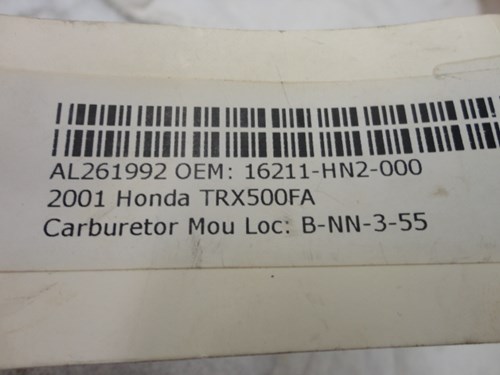 AL261992 OEM: 16211-HN2-000
2001 Honda TRX500FA
Carburetor Mou Loc: B-NN-3-55